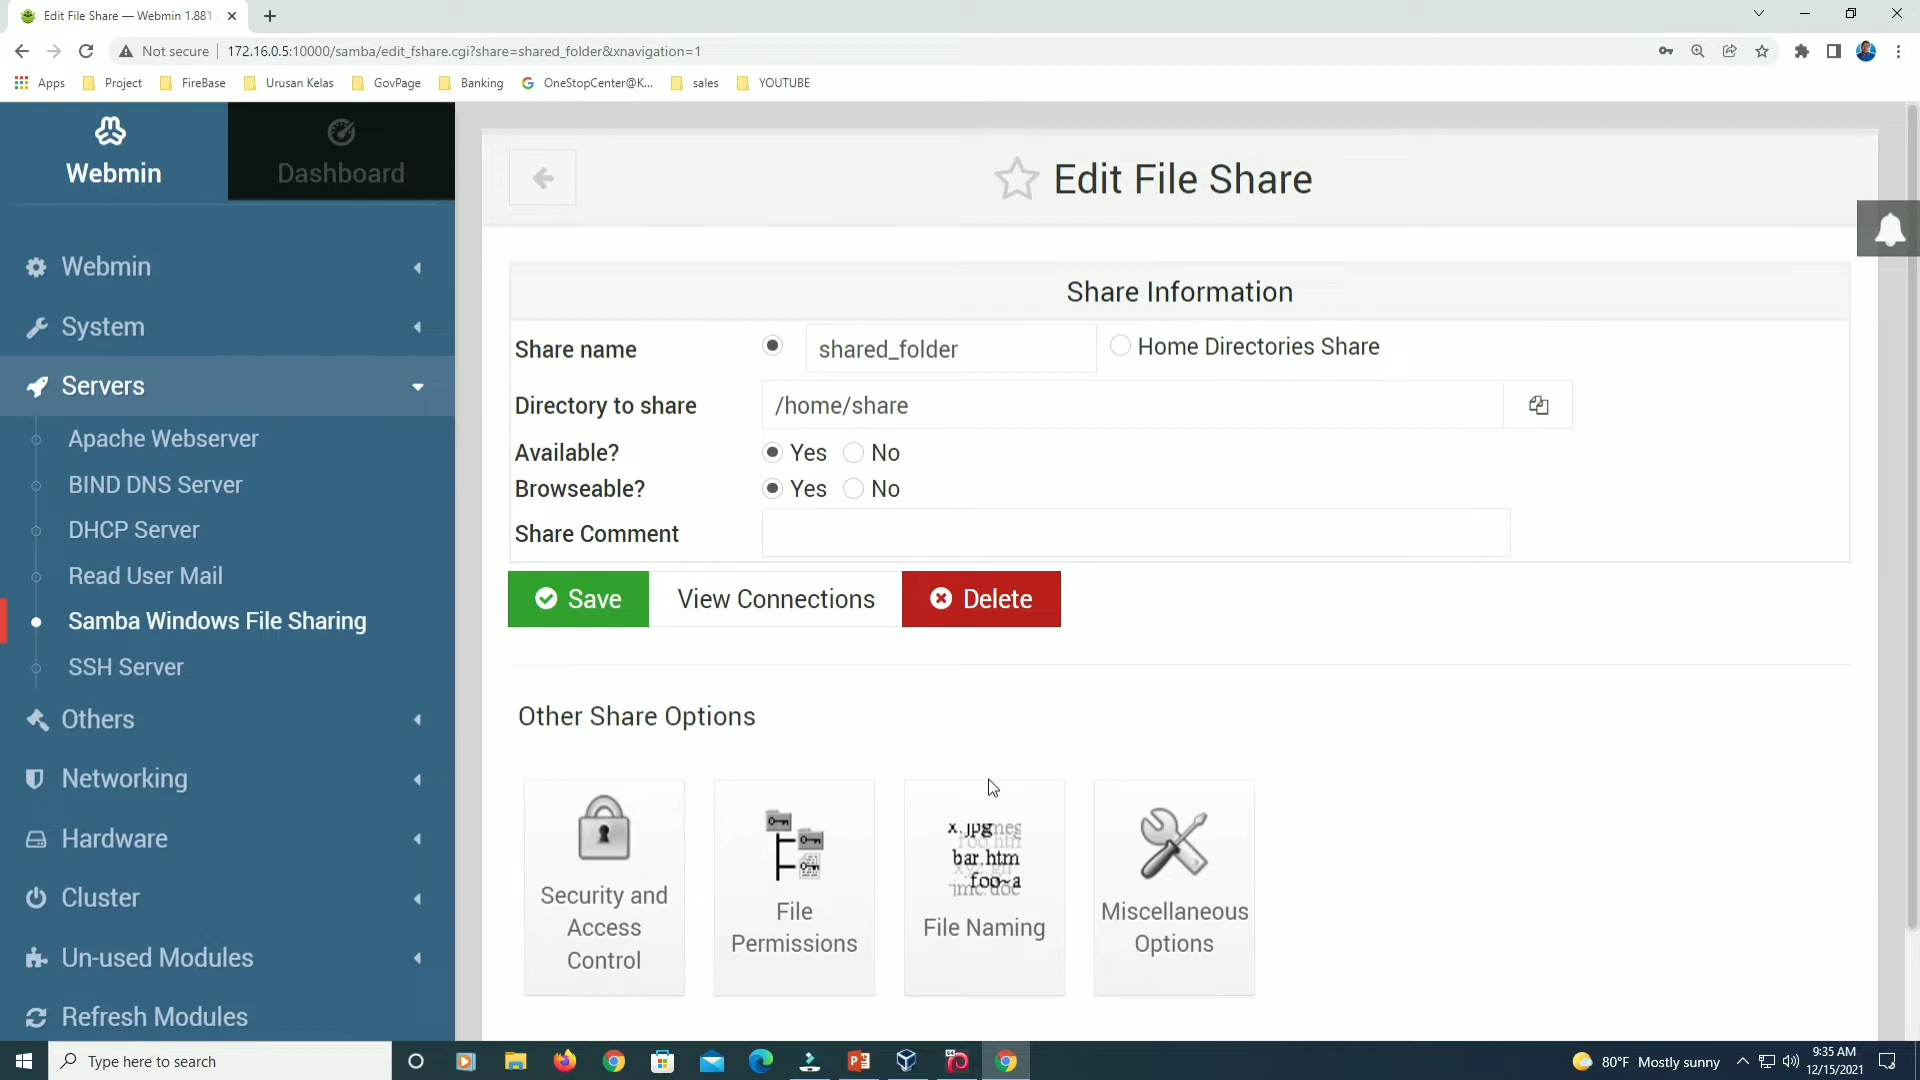 Edit File Share — Webmin 1.881
Not secure
172.16.0.5:10000/samba/edit_fshare.cgi?share=shared_folder&xnavigation=1
Apps
Project
FireBase
Urusan Kelas
GovPage
Banking
OneStopCenter@K...
sales
YOUTUBE
Webmin
Dashboard
Webmin
System
Servers
Apache Webserver
BIND DNS Server
DHCP Server
Read User Mail
Samba Windows File Sharing
SSH Server
Others
Networking
Hardware
Cluster
Un-used Modules
Refresh Modules
Edit File Share
Share Information
Share name
shared_folder
Home Directories Share
Directory to share
/home/share
Available?
Yes No
Browseable?
Yes No
Share Comment
Save
View Connections
Delete
Other Share Options
Security and
Access
Control
File
Permissions
x.jpg
bar.htm
foo~a
File Naming
Miscellaneous
Options
Type here to search
80°F Mostly sunny
9:35 AM
12/15/2021